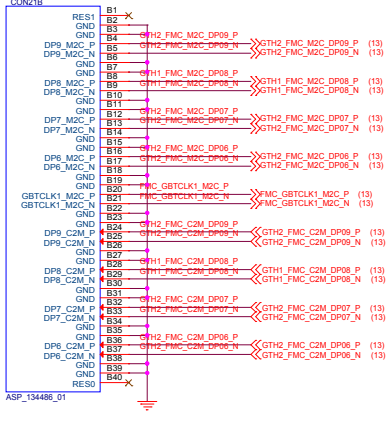 CON21B
RES1 B1
GND B2
GND B3
DP9_M2C_P B4 GTH2_FMC_M2C_DP09_P GTH2_FMC_M2C_DP09_P (13)
DP9_M2C_N B5 GTH2_FMC_M2C_DP09_N GTH2_FMC_M2C_DP09_N (13)
GND B6
GND B7
DP8_M2C_P B8 GTH1_FMC_M2C_DP08_P GTH1_FMC_M2C_DP08_P (13)
DP8_M2C_N B9 GTH1_FMC_M2C_DP08_N GTH1_FMC_M2C_DP08_N (13)
GND B10
GND B11
DP7_M2C_P B12 GTH2_FMC_M2C_DP07_P GTH2_FMC_M2C_DP07_P (13)
DP7_M2C_N B13 GTH2_FMC_M2C_DP07_N GTH2_FMC_M2C_DP07_N (13)
GND B14
GND B15
DP6_M2C_P B16 GTH2_FMC_M2C_DP06_P GTH2_FMC_M2C_DP06_P (13)
DP6_M2C_N B17 GTH2_FMC_M2C_DP06_N GTH2_FMC_M2C_DP06_N (13)
GND B18
GND B19
GBTCLK1_M2C_P B20 FMC_GBTCLK1_M2C_P FMC_GBTCLK1_M2C_P (13)
GBTCLK1_M2C_N B21 FMC_GBTCLK1_M2C_N FMC_GBTCLK1_M2C_N (13)
GND B22
GND B23
DP9_C2M_P B24 GTH2_FMC_C2M_DP09_P GTH2_FMC_C2M_DP09_P (13)
DP9_C2M_N B25 GTH2_FMC_C2M_DP09_N GTH2_FMC_C2M_DP09_N (13)
GND B26
GND B27
DP8_C2M_P B28 GTH1_FMC_C2M_DP08_P GTH1_FMC_C2M_DP08_P (13)
DP8_C2M_N B29 GTH1_FMC_C2M_DP08_N GTH1_FMC_C2M_DP08_N (13)
GND B30
GND B31
DP7_C2M_P B32 GTH2_FMC_C2M_DP07_P GTH2_FMC_C2M_DP07_P (13)
DP7_C2M_N B33 GTH2_FMC_C2M_DP07_N GTH2_FMC_C2M_DP07_N (13)
GND B34
GND B35
DP6_C2M_P B36 GTH2_FMC_C2M_DP06_P GTH2_FMC_C2M_DP06_P (13)
DP6_C2M_N B37 GTH2_FMC_C2M_DP06_N GTH2_FMC_C2M_DP06_N (13)
GND B38
GND B39
RES0 B40
ASP_134486_01